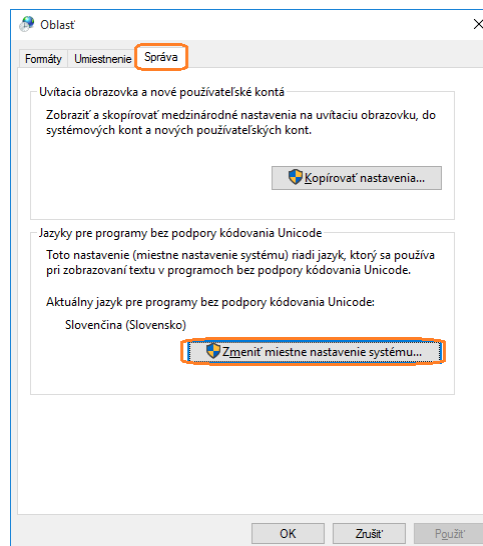 Oblasť
Formáty Umiestnenie Správa
Uvítacia obrazovka a nové používateľské kontá
Zobraziť a skopírovať medzinárodné nastavenia na uvítaciu obrazovku, do
systémových kont a nových používateľských kont.
Kopírovať nastavenia...
Jazyky pre programy bez podpory kódovania Unicode
Toto nastavenie (miestne nastavenie systému) riadi jazyk, ktorý sa používa
pri zobrazovaní textu v programoch bez podpory kódovania Unicode.
Aktuálny jazyk pre programy bez podpory kódovania Unicode:
Slovenčina (Slovensko)
Zmeniť miestne nastavenie systému...
OK Zrušiť Použiť